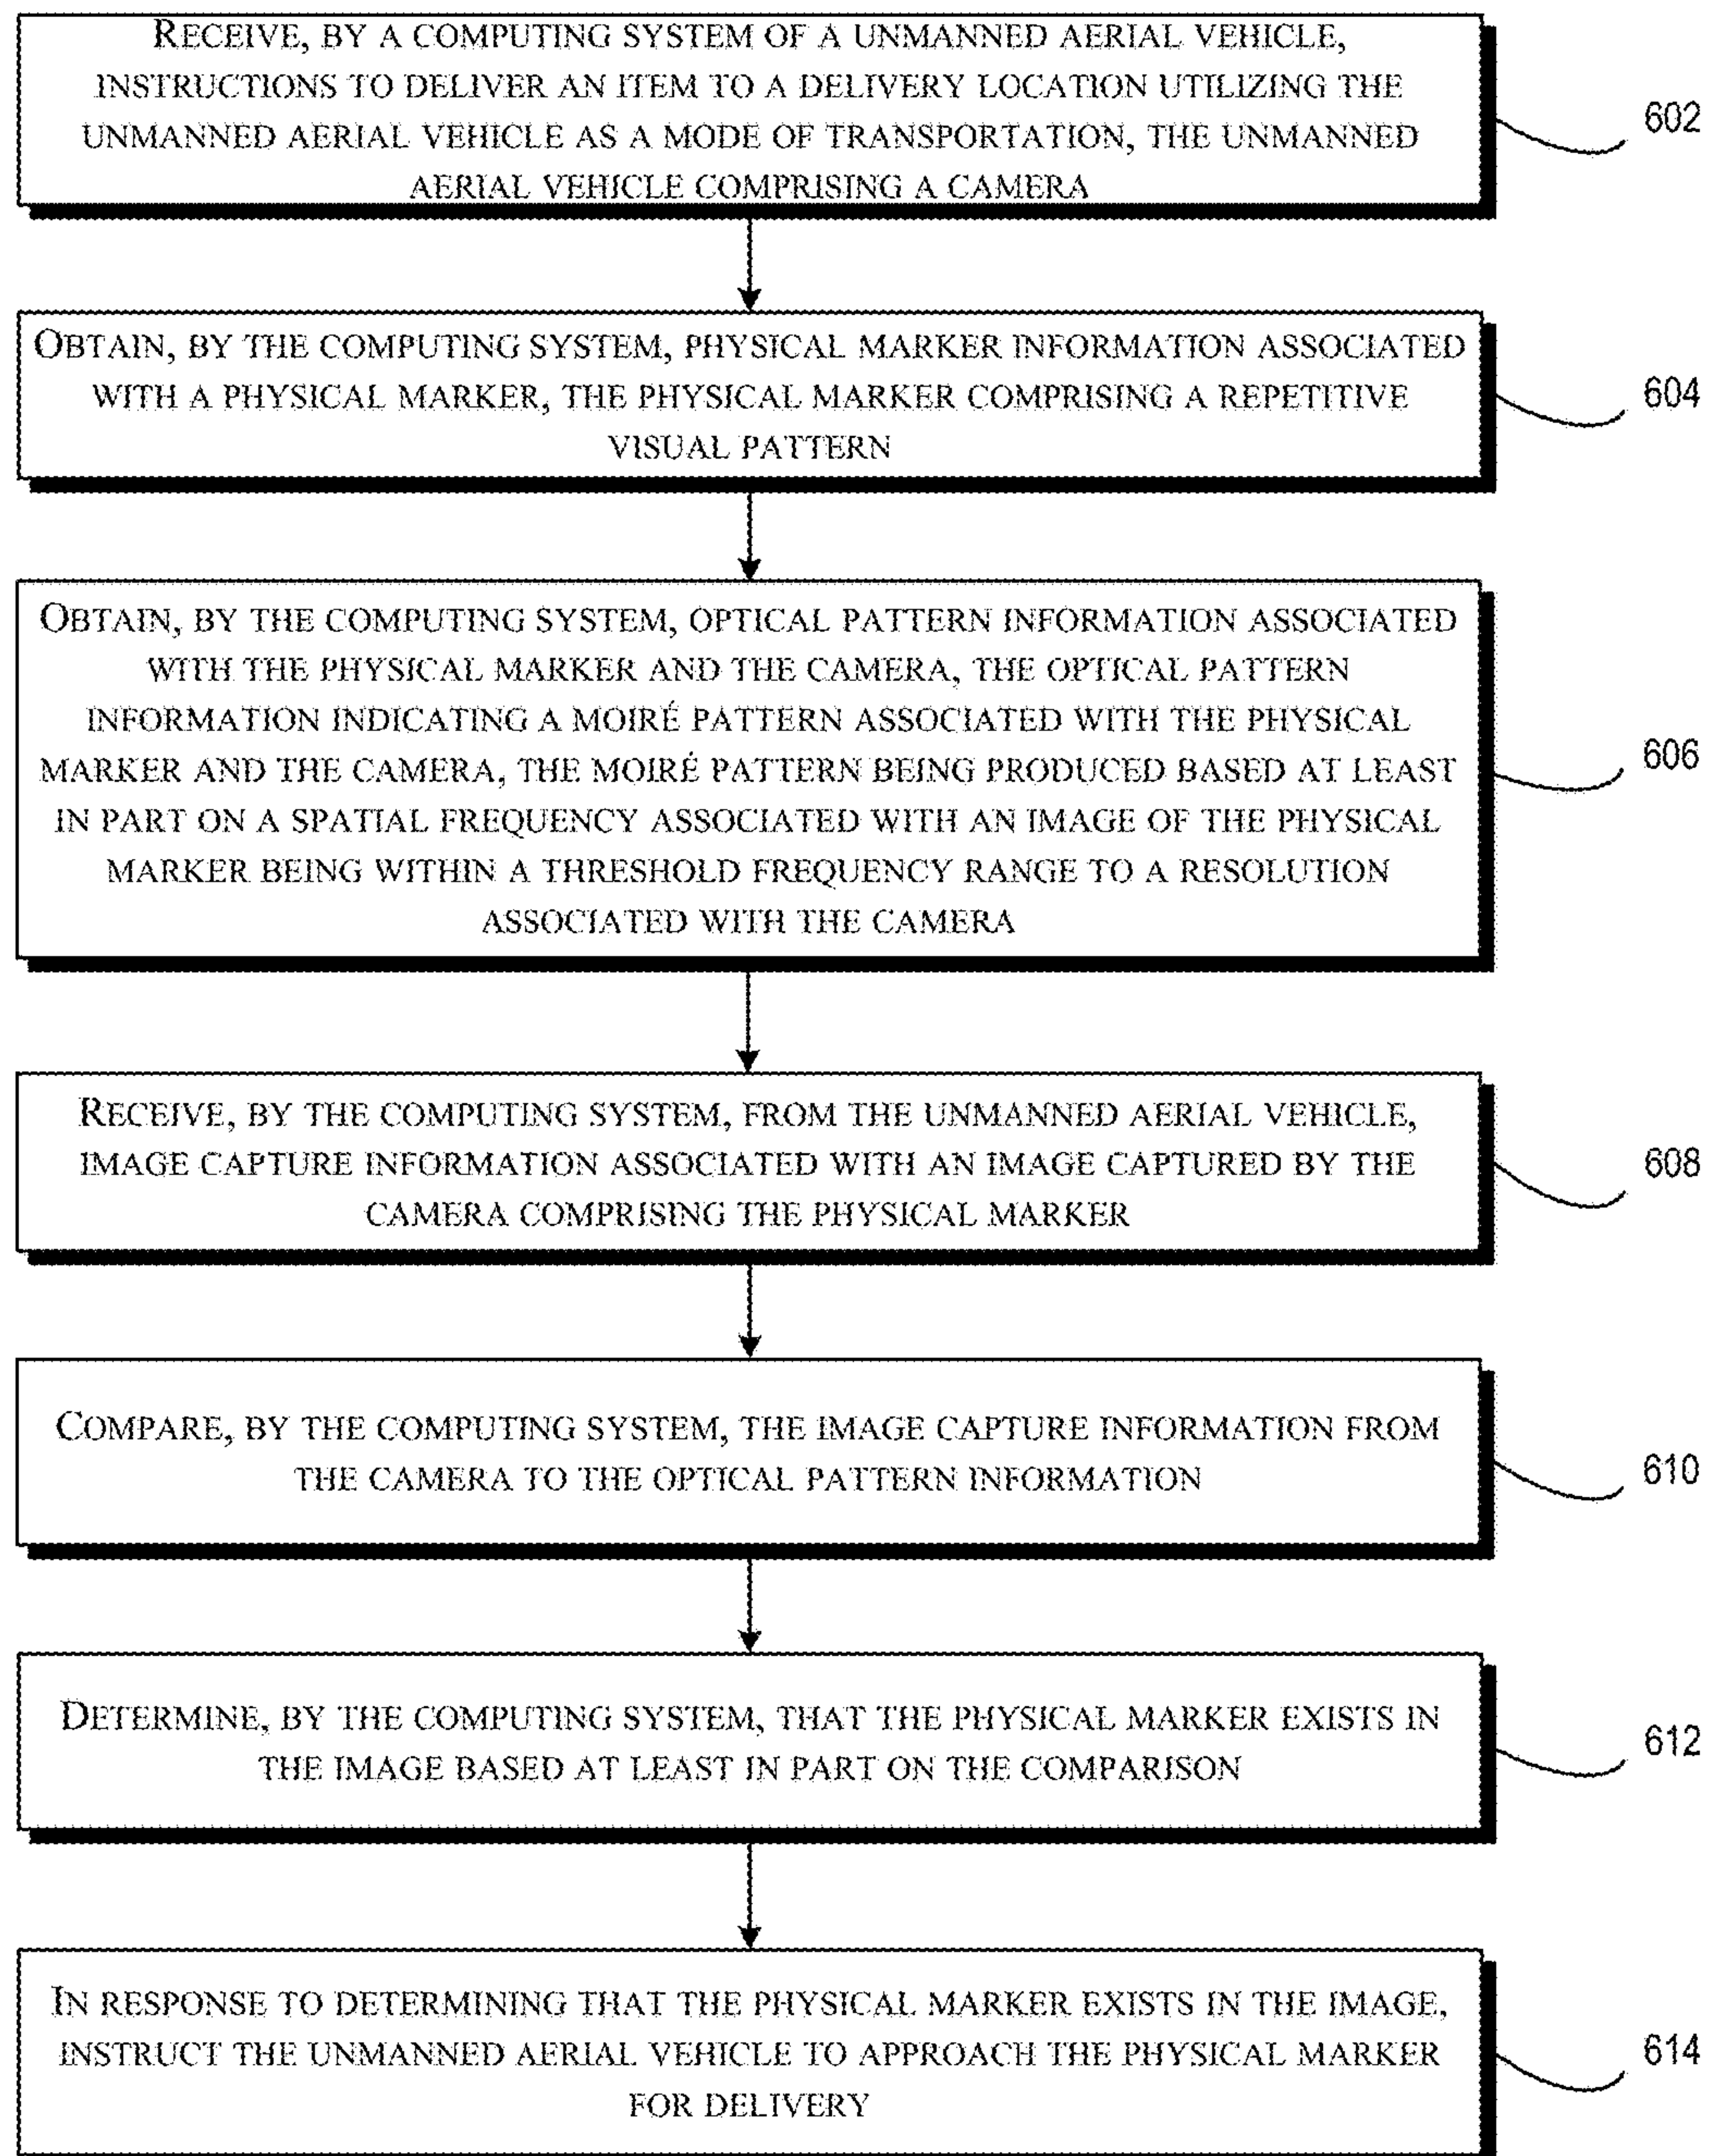 RECEIVE, BY A COMPUTING SYSTEM OF A UNMANNED AERIAL VEHICLE,
INSTRUCTIONS TO DELIVER AN ITEM TO A DELIVERY LOCATION UTILIZING THE
UNMANNED AERIAL VEHICLE AS A MODE OF TRANSPORTATION, THE UNMANNED
AERIAL VEHICLE COMPRISING A CAMERA
602
OBTAIN, BY THE COMPUTING SYSTEM, PHYSICAL MARKER INFORMATION ASSOCIATED
WITH A PHYSICAL MARKER, THE PHYSICAL MARKER COMPRISING A REPETITIVE
VISUAL PATTERN
604
OBTAIN, BY THE COMPUTING SYSTEM, OPTICAL PATTERN INFORMATION ASSOCIATED
WITH THE PHYSICAL MARKER AND THE CAMERA, THE OPTICAL PATTERN
INFORMATION INDICATING A MOIRÉ PATTERN ASSOCIATED WITH THE PHYSICAL
MARKER AND THE CAMERA, THE MOIRÉ PATTERN BEING PRODUCED BASED AT LEAST
IN PART ON A SPATIAL FREQUENCY ASSOCIATED WITH AN IMAGE OF THE PHYSICAL
MARKER BEING WITHIN A THRESHOLD FREQUENCY RANGE TO A RESOLUTION
ASSOCIATED WITH THE CAMERA
606
RECEIVE, BY THE COMPUTING SYSTEM, FROM THE UNMANNED AERIAL VEHICLE,
IMAGE CAPTURE INFORMATION ASSOCIATED WITH AN IMAGE CAPTURED BY THE
CAMERA COMPRISING THE PHYSICAL MARKER
608
COMPARE, BY THE COMPUTING SYSTEM, THE IMAGE CAPTURE INFORMATION FROM
THE CAMERA TO THE OPTICAL PATTERN INFORMATION
610
DETERMINE, BY THE COMPUTING SYSTEM, THAT THE PHYSICAL MARKER EXISTS IN
THE IMAGE BASED AT LEAST IN PART ON THE COMPARISON
612
IN RESPONSE TO DETERMINING THAT THE PHYSICAL MARKER EXISTS IN THE IMAGE,
INSTRUCT THE UNMANNED AERIAL VEHICLE TO APPROACH THE PHYSICAL MARKER
FOR DELIVERY
614